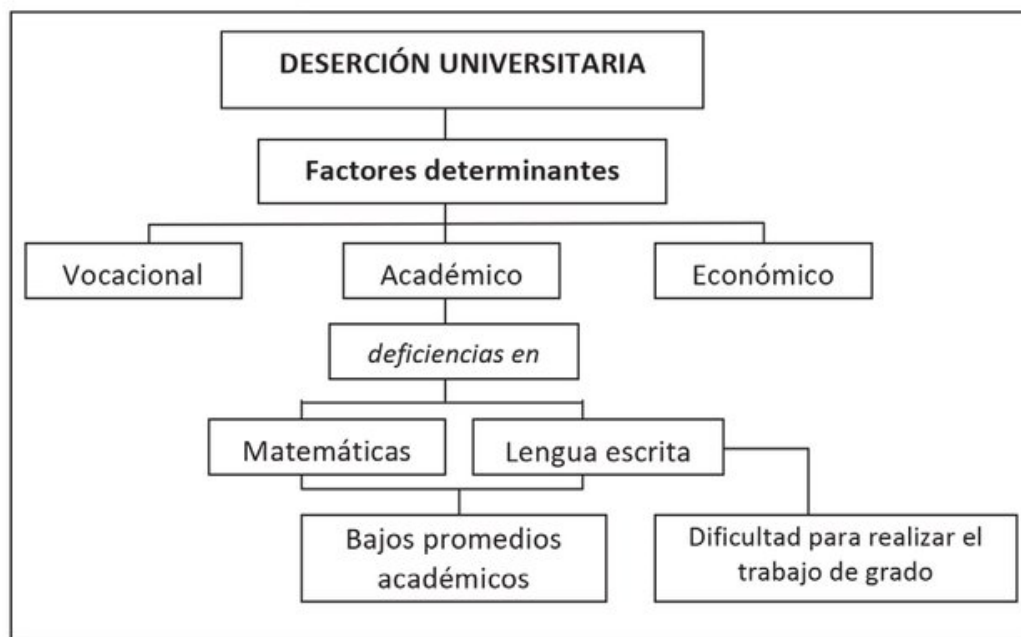 DESERCIÓN UNIVERSITARIA
Factores determinantes
Vocacional
Académico
Económico
deficiencias en
Matemáticas
Lengua escrita
Bajos promedios
académicos
Dificultad para realizar el
trabajo de grado